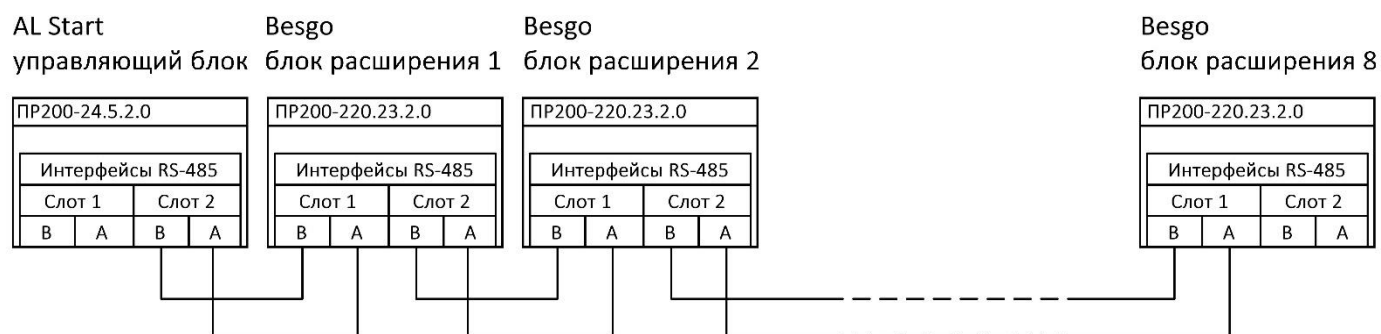 AL Start
управляющий блок
Besgo
блок расширения 1
Besgo
блок расширения 2
Besgo
блок расширения 8
ПР200-24.5.2.0
Интерфейсы RS-485
Слот 1 Слот 2
В А В А
ПР200-220.23.2.0
Интерфейсы RS-485
Слот 1 Слот 2
В А В А
ПР200-220.23.2.0
Интерфейсы RS-485
Слот 1 Слот 2
В А В А
ПР200-220.23.2.0
Интерфейсы RS-485
Слот 1 Слот 2
В А В А